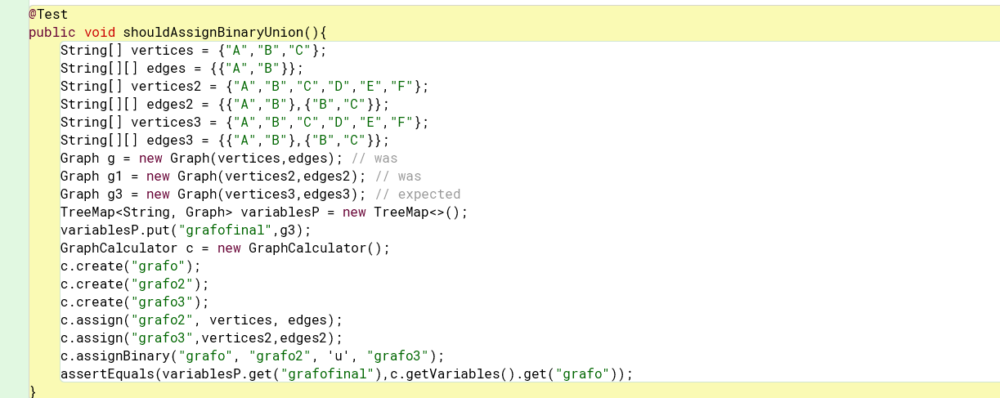 @Test
public void shouldAssignBinaryUnion(){
String[] vertices = {"A","B","C"};
String[][] edges = {{"A","B"}};
String[] vertices2 = {"A","B","C","D","E","F"};
String[][] edges2 = {{"A","B"},{"B","C"}};
String[] vertices3 = {"A","B","C","D","E","F"};
String[][] edges3 = {{"A","B"},{"B","C"}};
Graph g = new Graph(vertices,edges); // was
Graph g1 = new Graph(vertices2,edges2); // was
Graph g3 = new Graph(vertices3,edges3); // expected
TreeMap<String, Graph> variablesP = new TreeMap<>();
variablesP.put("grafofinal",g3);
GraphCalculator c = new GraphCalculator();
c.create("grafo");
c.create("grafo2");
c.create("grafo3");
c.assign("grafo2", vertices, edges);
c.assign("grafo3",vertices2,edges2);
c.assignBinary("grafo", "grafo2", 'u', "grafo3");
assertEquals(variablesP.get("grafofinal"),c.getVariables().get("grafo"));
}